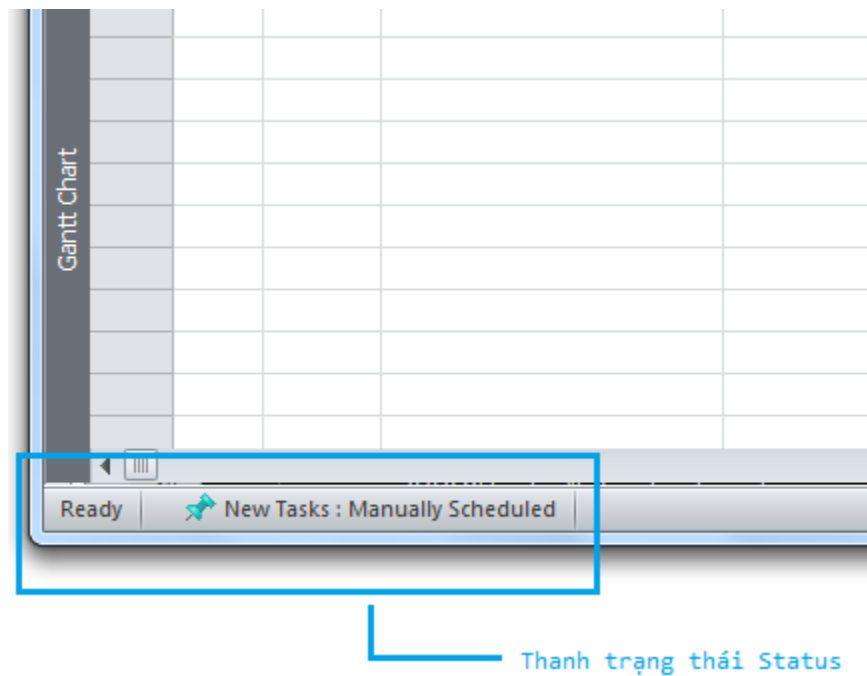 Gantt Chart
Ready
New Tasks : Manually Scheduled
Thanh trạng thái Status